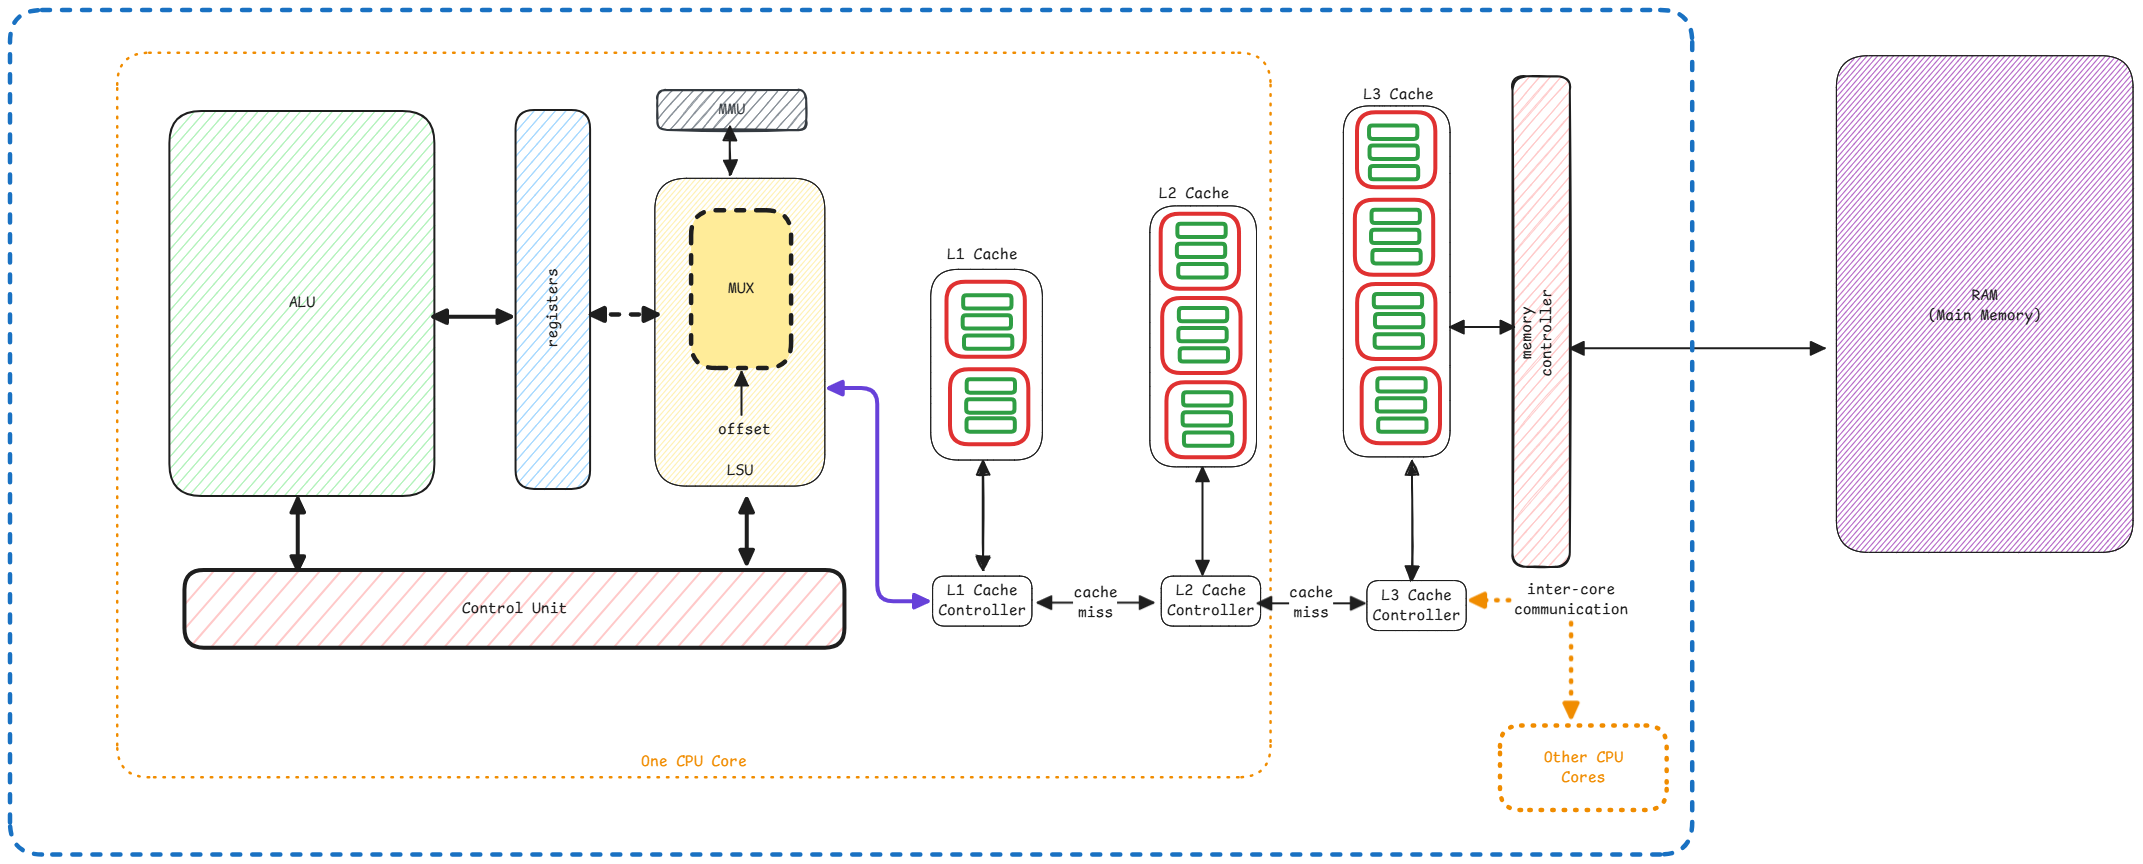 MMU
L3 Cache
L2 Cache
L1 Cache
ALU
registers
MUX
offset
LSU
memory
controller
RAM
(Main Memory)
Control Unit
L1 Cache
Controller
cache
miss
L2 Cache
Controller
cache
miss
L3 Cache
Controller
inter-core
communication
One CPU Core
Other CPU
Cores